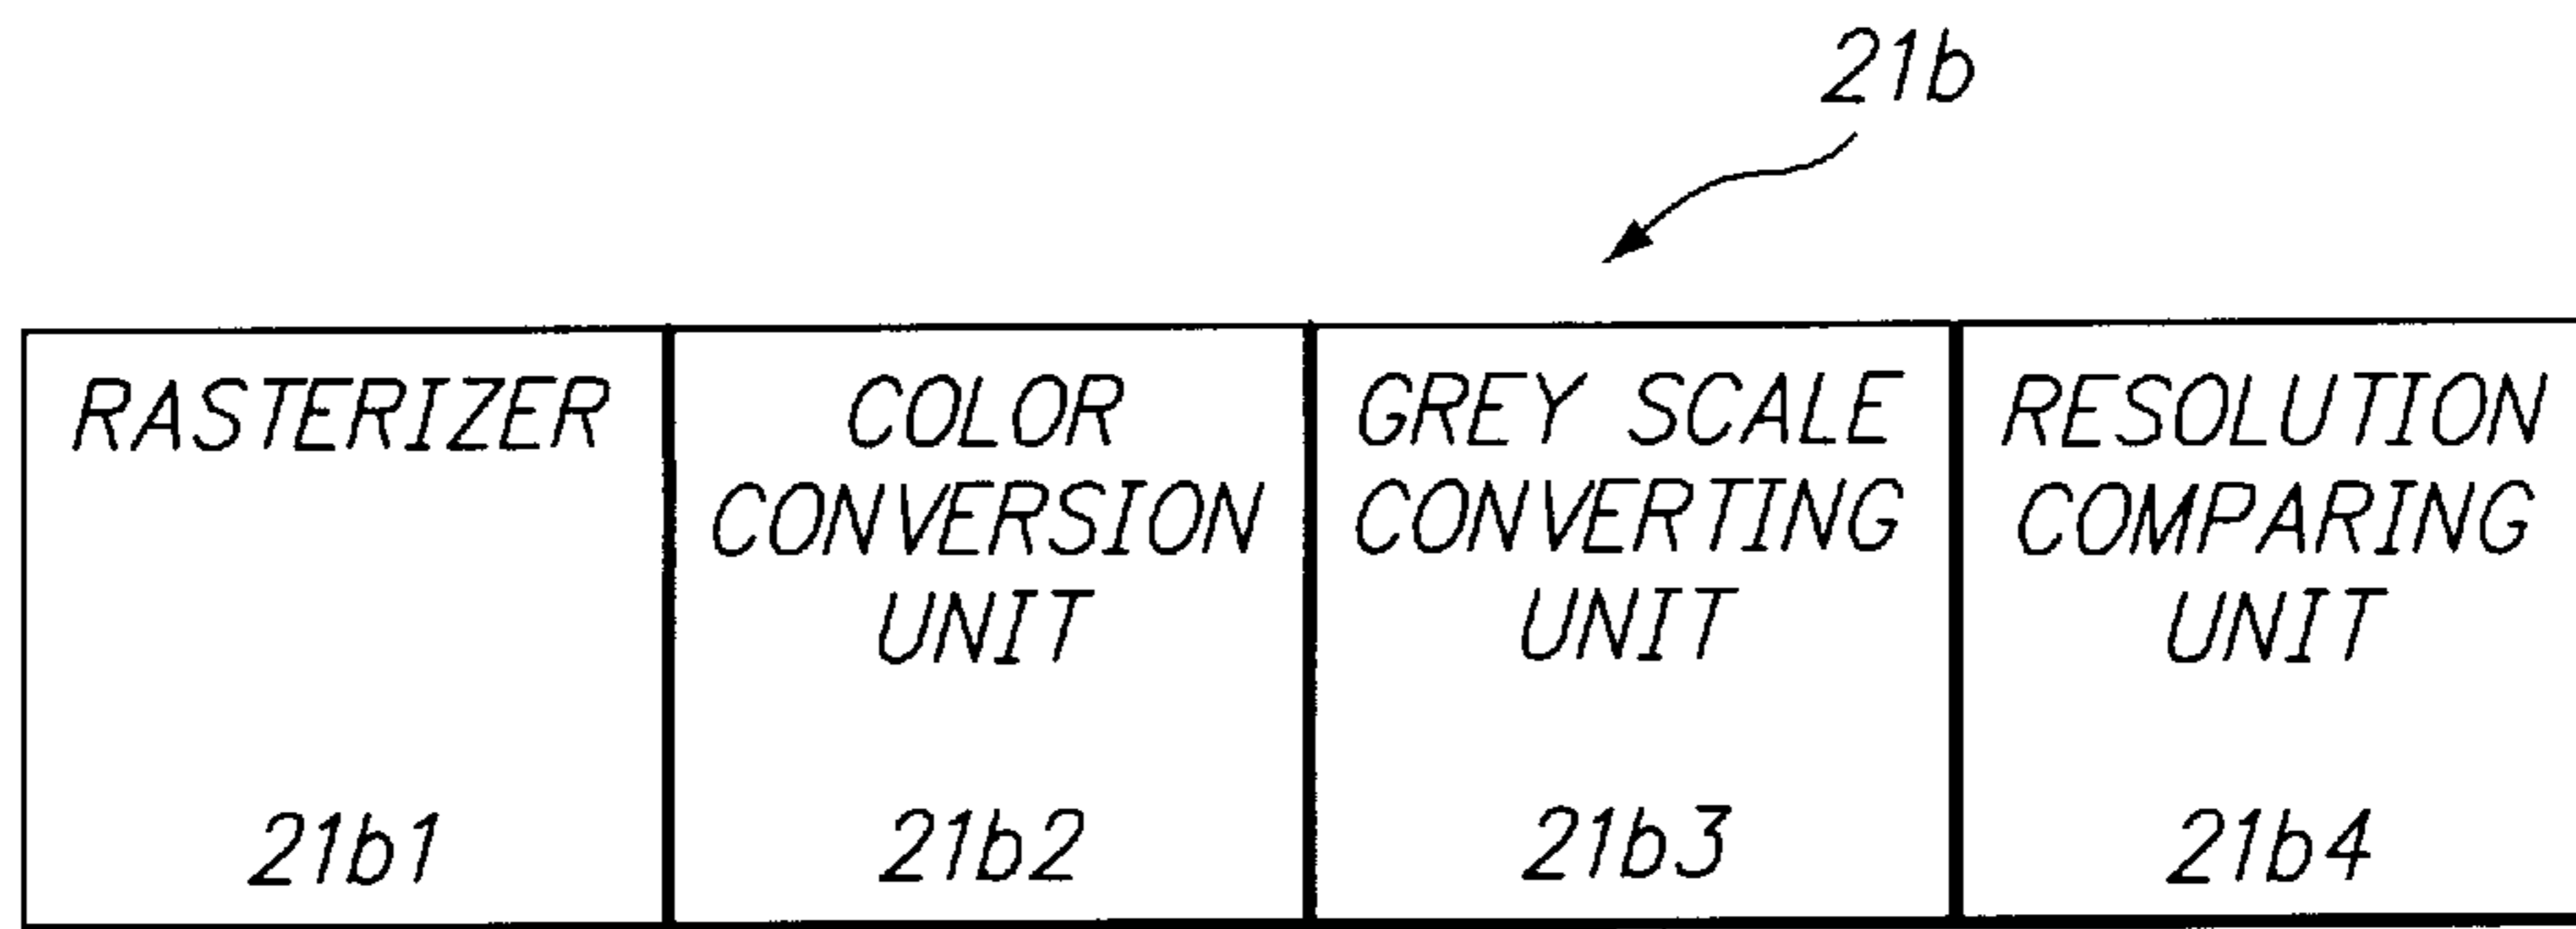 21b
RASTERIZER
21b1
COLOR
CONVERSION
UNIT
21b2
GREY SCALE
CONVERTING
UNIT
21b3
RESOLUTION
COMPARING
UNIT
21b4